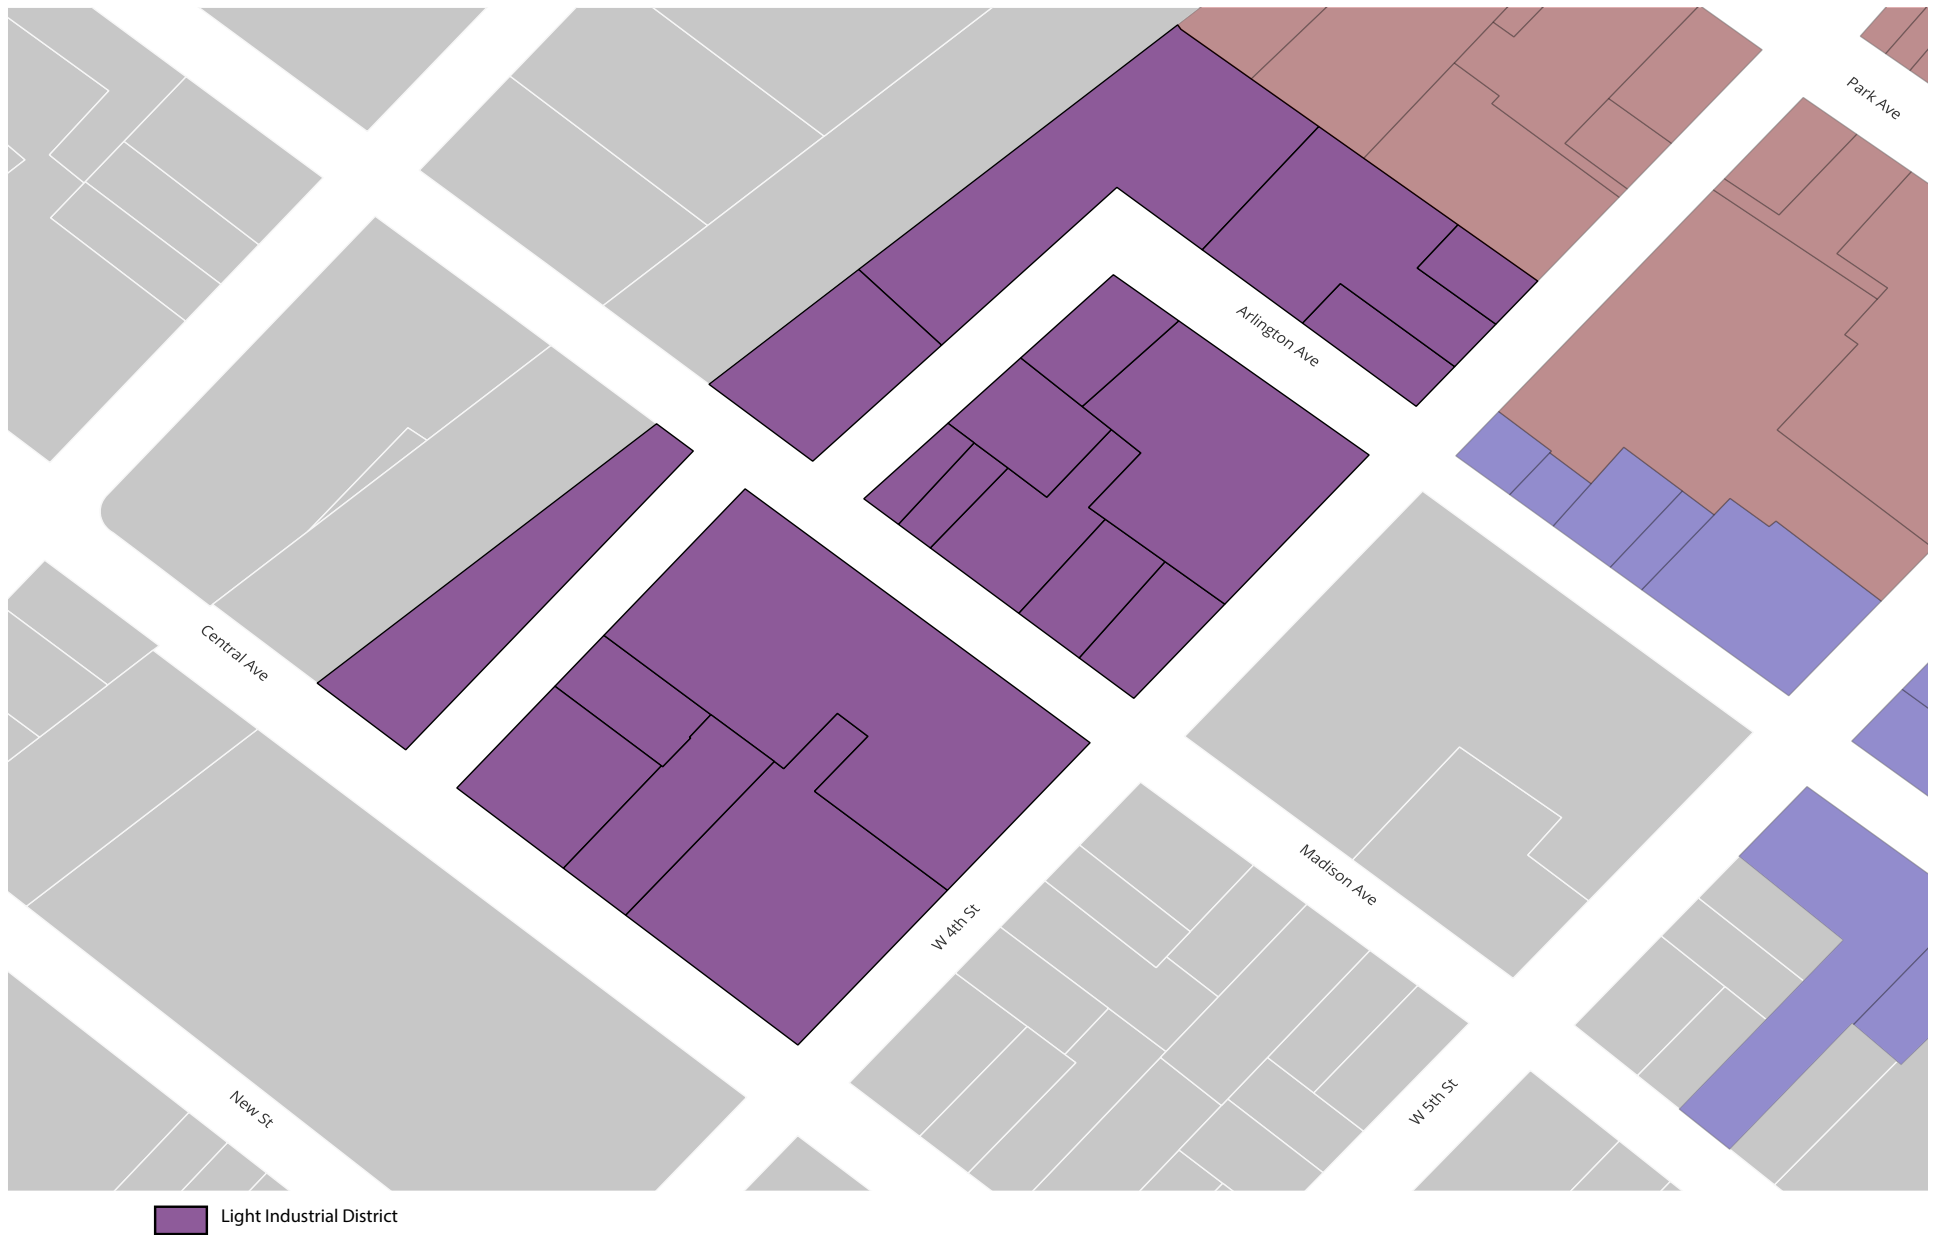 Park Ave
Arlington Ave
Central Ave
Madison Ave
W 4th St
W 5th St
New St
Light Industrial District